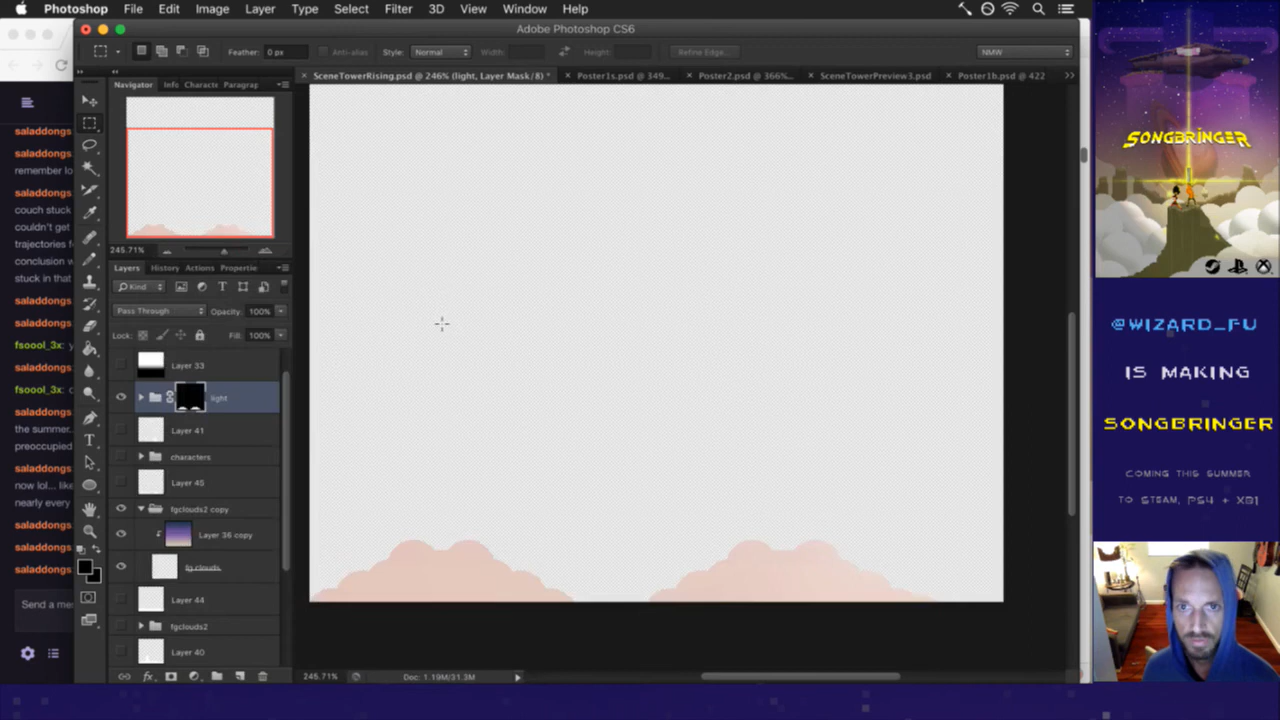 Photoshop File Edit Image Layer Type Select Filter 3D View Window Help
Adobe Photoshop CS6
Feather: 0 px Anti-alias Style: Normal Width: Height: Refine Edge... NMW
SceneTowerRising.psd @ 246% (light, Layer Mask/8) * Poster1s.psd @ 349... Poster2.psd @ 366%... SceneTowerPreview3.psd Poster1b.psd @ 422
Navigator Info Characte Paragrap
245.71%
Layers History Actions Propertie
Kind
Pass Through Opacity: 100%
Lock: Fill: 100%
Layer 33
light
Layer 41
characters
Layer 45
fgclouds2 copy
Layer 36 copy
fg clouds
Layer 44
fgclouds2
Layer 40
245.71% Doc: 1.19M/31.3M
saladdongs
saladdongs
remember lo
saladdongs
couch stuck
couldn't get
trajectories f
conclusion w
stuck in that
saladdongs
saladdongs
fsoool_3x: y
saladdongs
fsoool_3x:
saladdongs
the summer..
preoccupied
saladdongs
now lol... like
nearly every
saladdongs
saladdongs
saladdongs
Send a me
SONGBRINGER
@WIZARD_FU
IS MAKING
SONGBRINGER
COMING THIS SUMMER
TO STEAM, PS4 + XB1